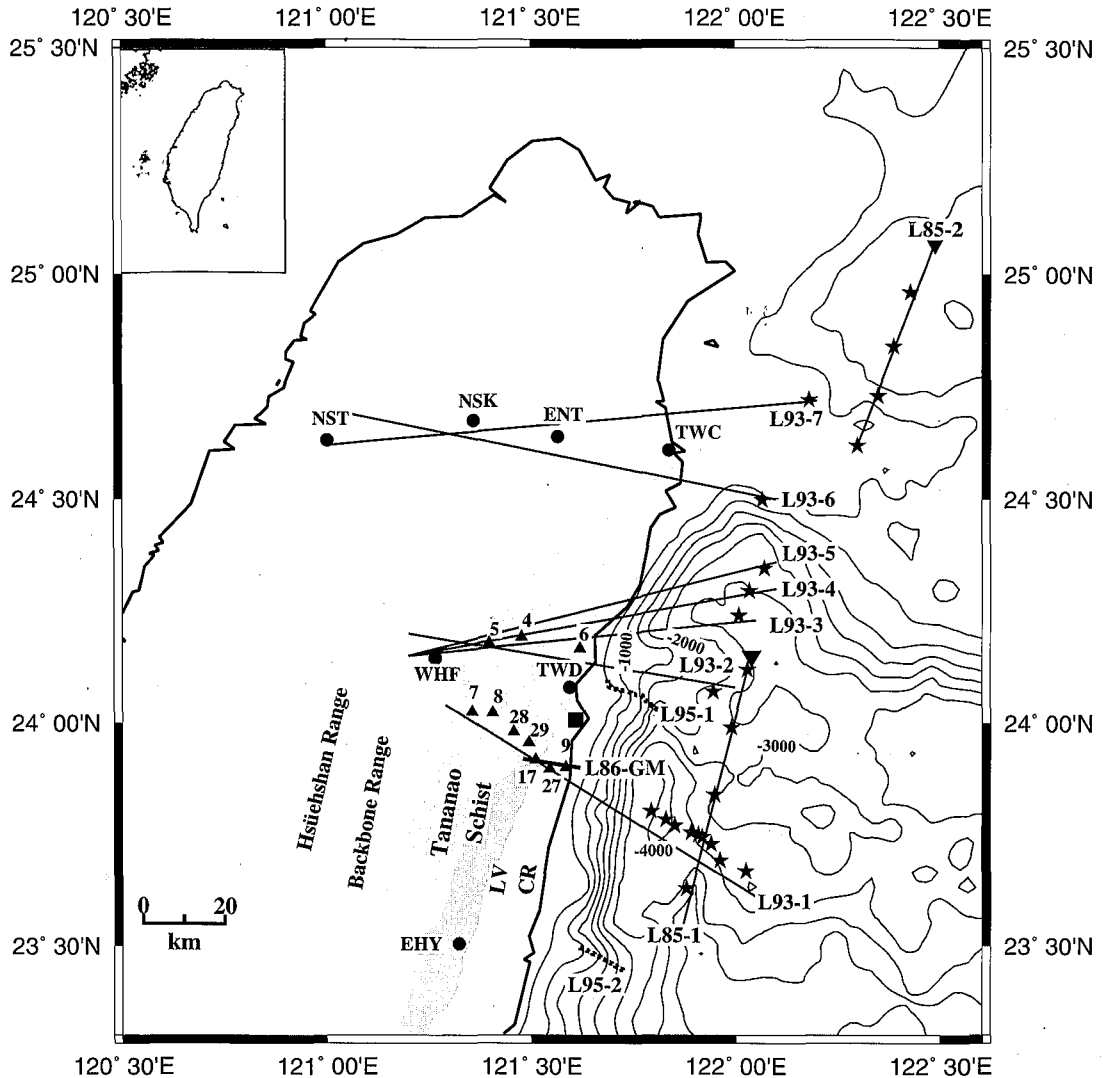 120° 30'E
121° 00'E
121° 30'E
122° 00'E
122° 30'E
25° 30'N
25° 30'N
L85-2
25° 00'N
25° 00'N
NSK
NST
ENT
L93-7
TWC
24° 30'N
L93-6
24° 30'N
L93-5
L93-4
4
5
6
L93-3
-1000
-2000
L93-2
WHF
TWD
7
8
L95-1
24° 00'N
28
24° 00'N
29
9
-3000
17
27
L86-GM
Hsüehshan Range
Backbone Range
Tananao
Schist
LV
CR
-4000
L93-1
0
20
km
EHY
L85-1
23° 30'N
23° 30'N
L95-2
120° 30'E
121° 00'E
121° 30'E
122° 00'E
122° 30'E